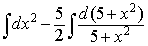 ∫dx² − 5/2 ∫ d(5+x²)/(5+x²)